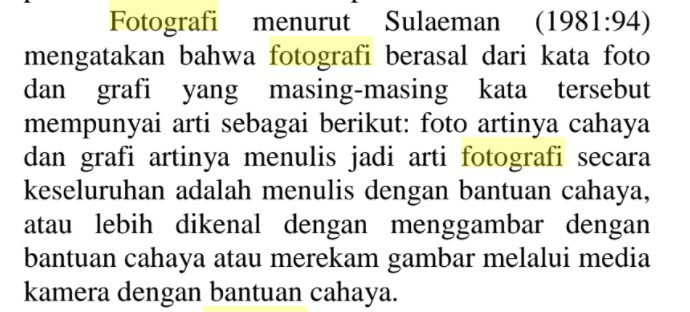 Fotografi menurut Sulaeman (1981:94)
mengatakan bahwa fotografi berasal dari kata foto
dan grafi yang masing-masing kata tersebut
mempunyai arti sebagai berikut: foto artinya cahaya
dan grafi artinya menulis jadi arti fotografi secara
keseluruhan adalah menulis dengan bantuan cahaya,
atau lebih dikenal dengan menggambar dengan
bantuan cahaya atau merekam gambar melalui media
kamera dengan bantuan cahaya.